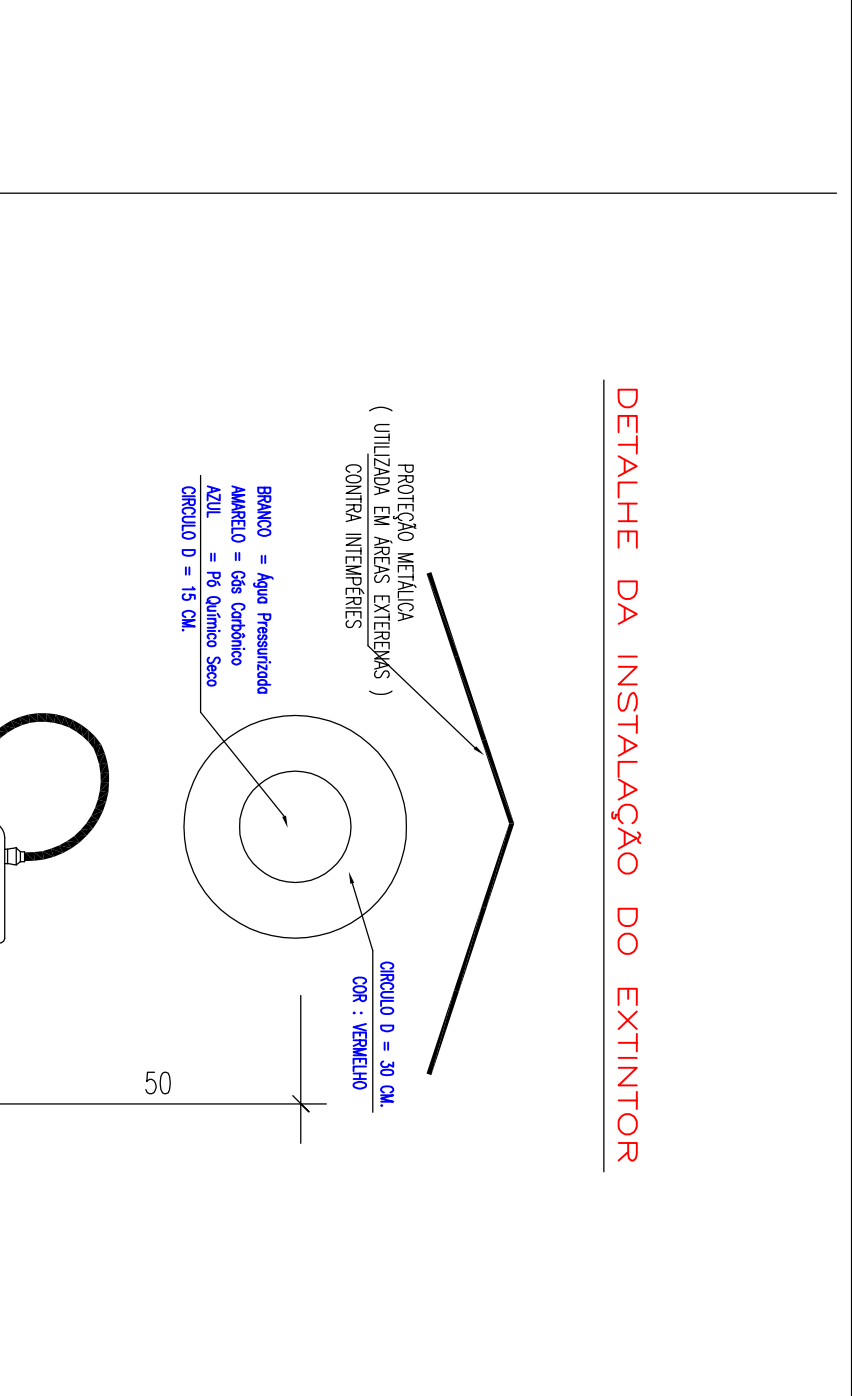 DETALHE DA INSTALAÇÃO DO EXTINTOR
PROTEÇÃO METÁLICA
( UTILIZADA EM ÁREAS EXTERENAS )
CONTRA INTEMPÉRIES
BRANCO = Água Pressurizada
AMARELO = Gás Carbônico
AZUL = Pó Químico Seco
CIRCULO D = 15 CM.
CIRCULO D = 30 CM.
COR : VERMELHO
50